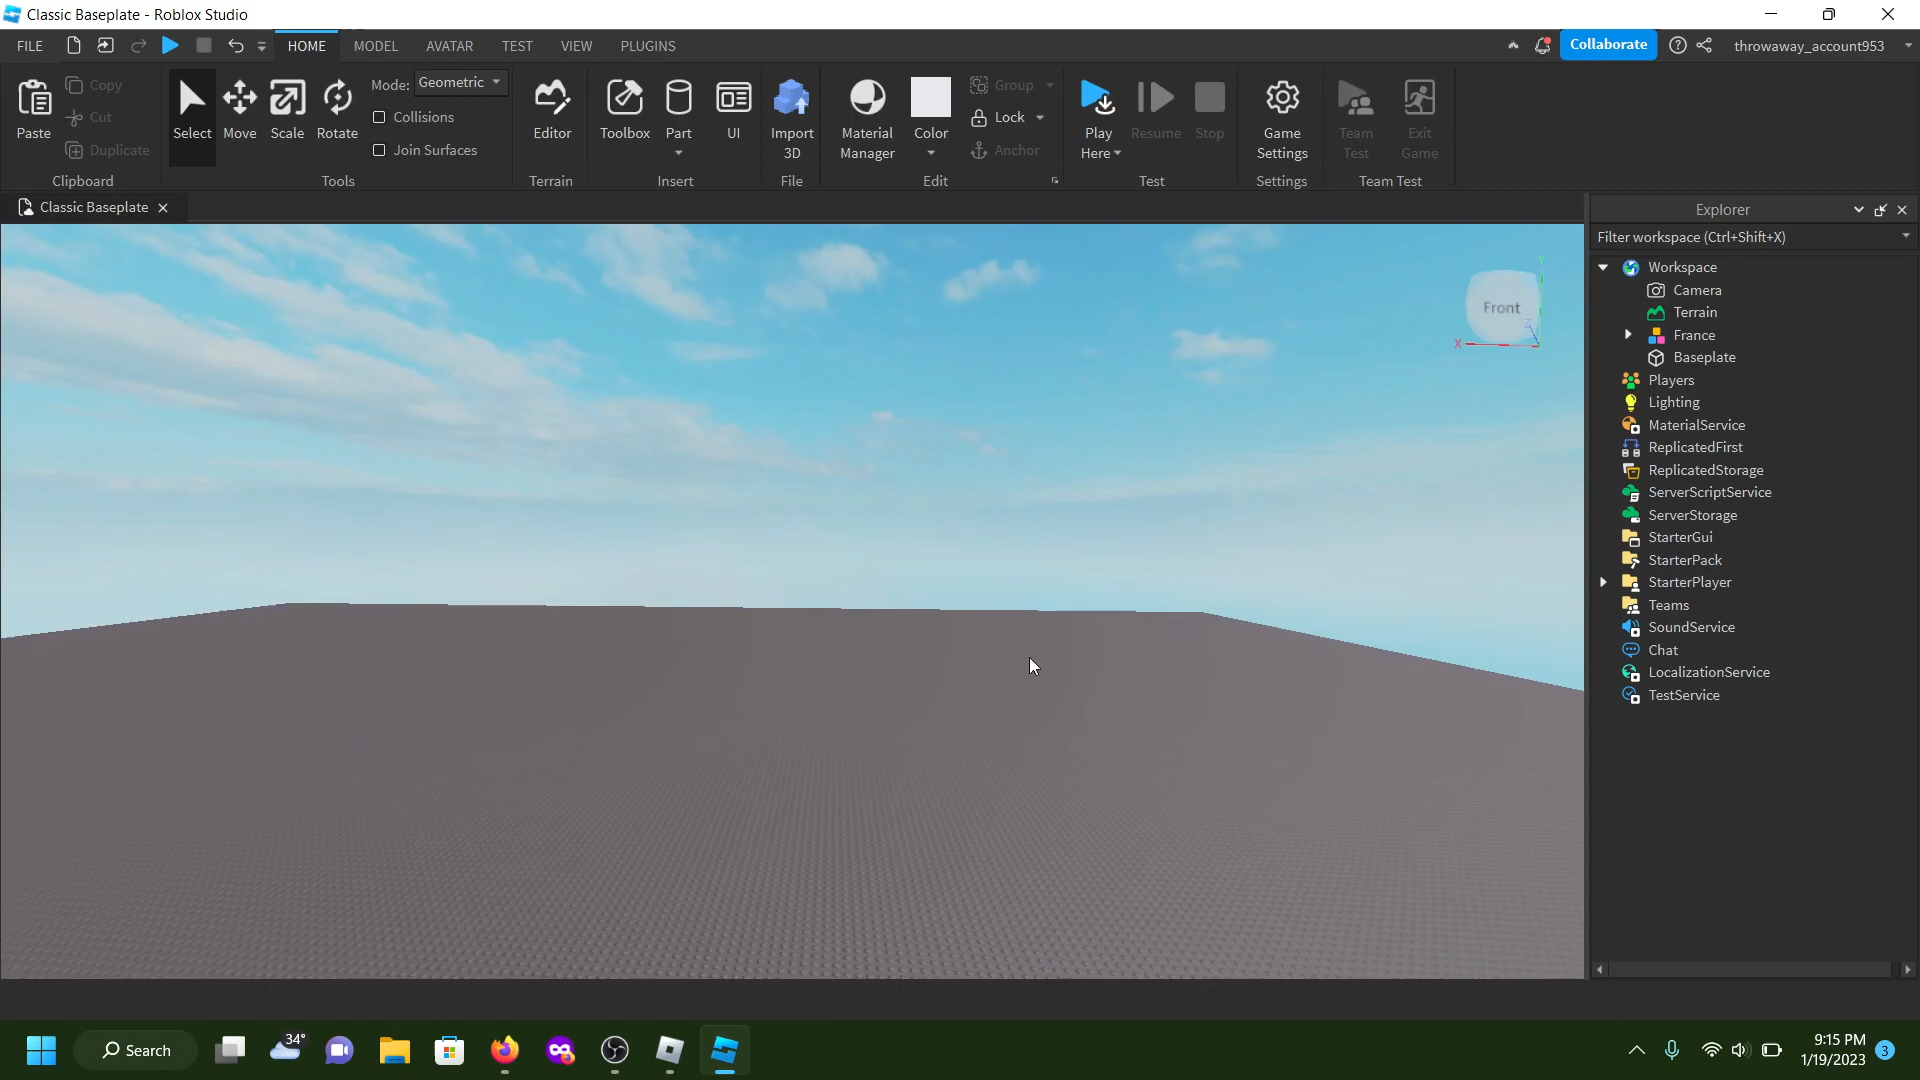 Classic Baseplate - Roblox Studio
FILE
HOME
MODEL
AVATAR
TEST
VIEW
PLUGINS
Collaborate
throwaway_account953
Paste
Copy
Cut
Duplicate
Clipboard
Select
Move
Scale
Rotate
Mode: Geometric
Collisions
Join Surfaces
Tools
Editor
Terrain
Toolbox
Part
UI
Insert
Import
3D
File
Material
Manager
Color
Group
Lock
Anchor
Edit
Play
Here
Resume
Stop
Test
Game
Settings
Settings
Team
Test
Exit
Game
Team Test
Classic Baseplate
Front
X
Y
Z
Explorer
Filter workspace (Ctrl+Shift+X)
Workspace
Camera
Terrain
France
Baseplate
Players
Lighting
MaterialService
ReplicatedFirst
ReplicatedStorage
ServerScriptService
ServerStorage
StarterGui
StarterPack
StarterPlayer
Teams
SoundService
Chat
LocalizationService
TestService
Search
34°
9:15 PM
1/19/2023
3